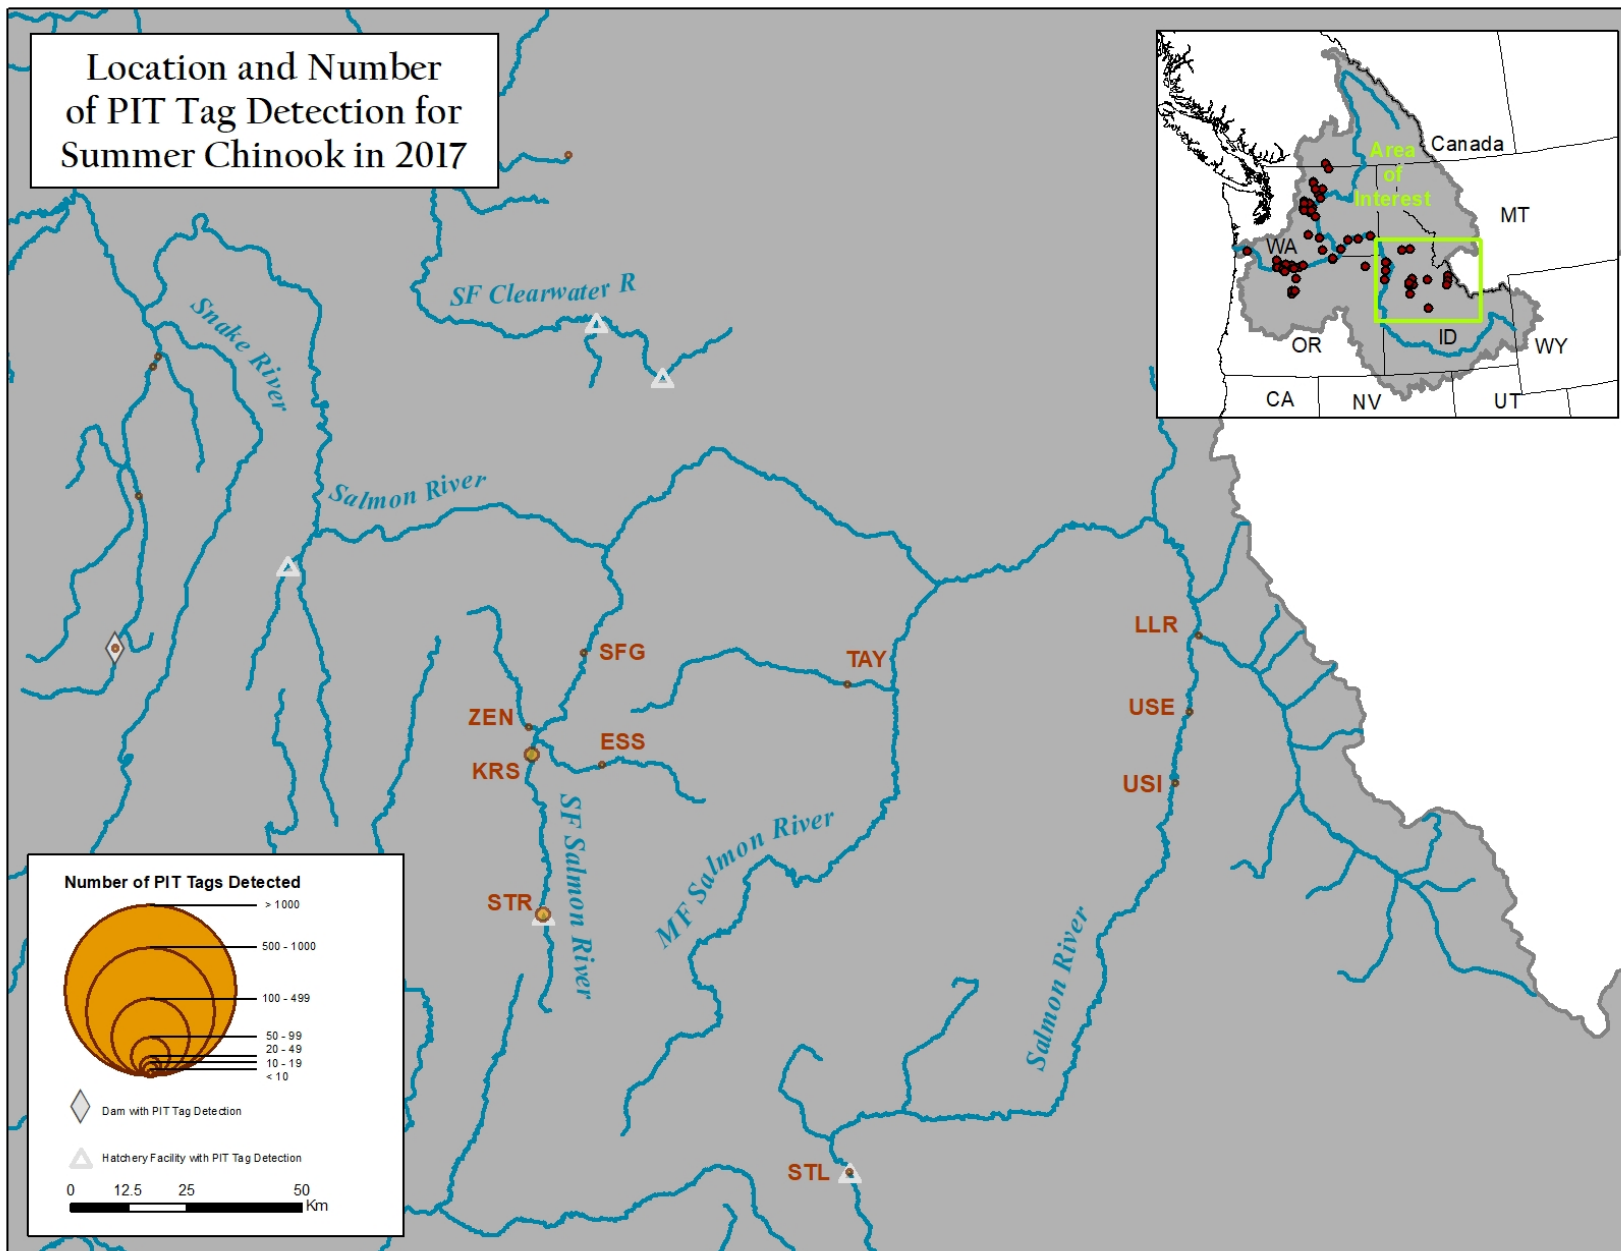 Location and Number
of PIT Tag Detection for
Summer Chinook in 2017
Canada
Area
of
Interest
MT
WA
OR
ID
WY
CA
NV
UT
SF Clearwater R
Snake River
Salmon River
LLR
SFG
TAY
ZEN
USE
ESS
KRS
USI
SF Salmon River
MF Salmon River
STR
Salmon River
STL
Number of PIT Tags Detected
> 1000
500 - 1000
100 - 499
50 - 99
20 - 49
10 - 19
< 10
Dam with PIT Tag Detection
Hatchery Facility with PIT Tag Detection
0 12.5 25 50
Km